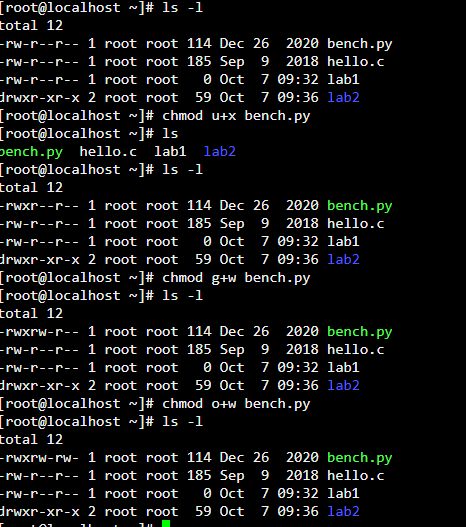 [root@localhost ~]# ls -l
total 12
-rw-r--r-- 1 root root 114 Dec 26  2020 bench.py
-rw-r--r-- 1 root root 185 Sep  9  2018 hello.c
-rw-r--r-- 1 root root   0 Oct  7 09:32 lab1
drwxr-xr-x 2 root root  59 Oct  7 09:36 lab2
[root@localhost ~]# chmod u+x bench.py
[root@localhost ~]# ls
bench.py  hello.c  lab1  lab2
[root@localhost ~]# ls -l
total 12
-rwxr--r-- 1 root root 114 Dec 26  2020 bench.py
-rw-r--r-- 1 root root 185 Sep  9  2018 hello.c
-rw-r--r-- 1 root root   0 Oct  7 09:32 lab1
drwxr-xr-x 2 root root  59 Oct  7 09:36 lab2
[root@localhost ~]# chmod g+w bench.py
[root@localhost ~]# ls -l
total 12
-rwxrw-r-- 1 root root 114 Dec 26  2020 bench.py
-rw-r--r-- 1 root root 185 Sep  9  2018 hello.c
-rw-r--r-- 1 root root   0 Oct  7 09:32 lab1
drwxr-xr-x 2 root root  59 Oct  7 09:36 lab2
[root@localhost ~]# chmod o+w bench.py
[root@localhost ~]# ls -l
total 12
-rwxrw-rw- 1 root root 114 Dec 26  2020 bench.py
-rw-r--r-- 1 root root 185 Sep  9  2018 hello.c
-rw-r--r-- 1 root root   0 Oct  7 09:32 lab1
drwxr-xr-x 2 root root  59 Oct  7 09:36 lab2
[root@localhost ~]#